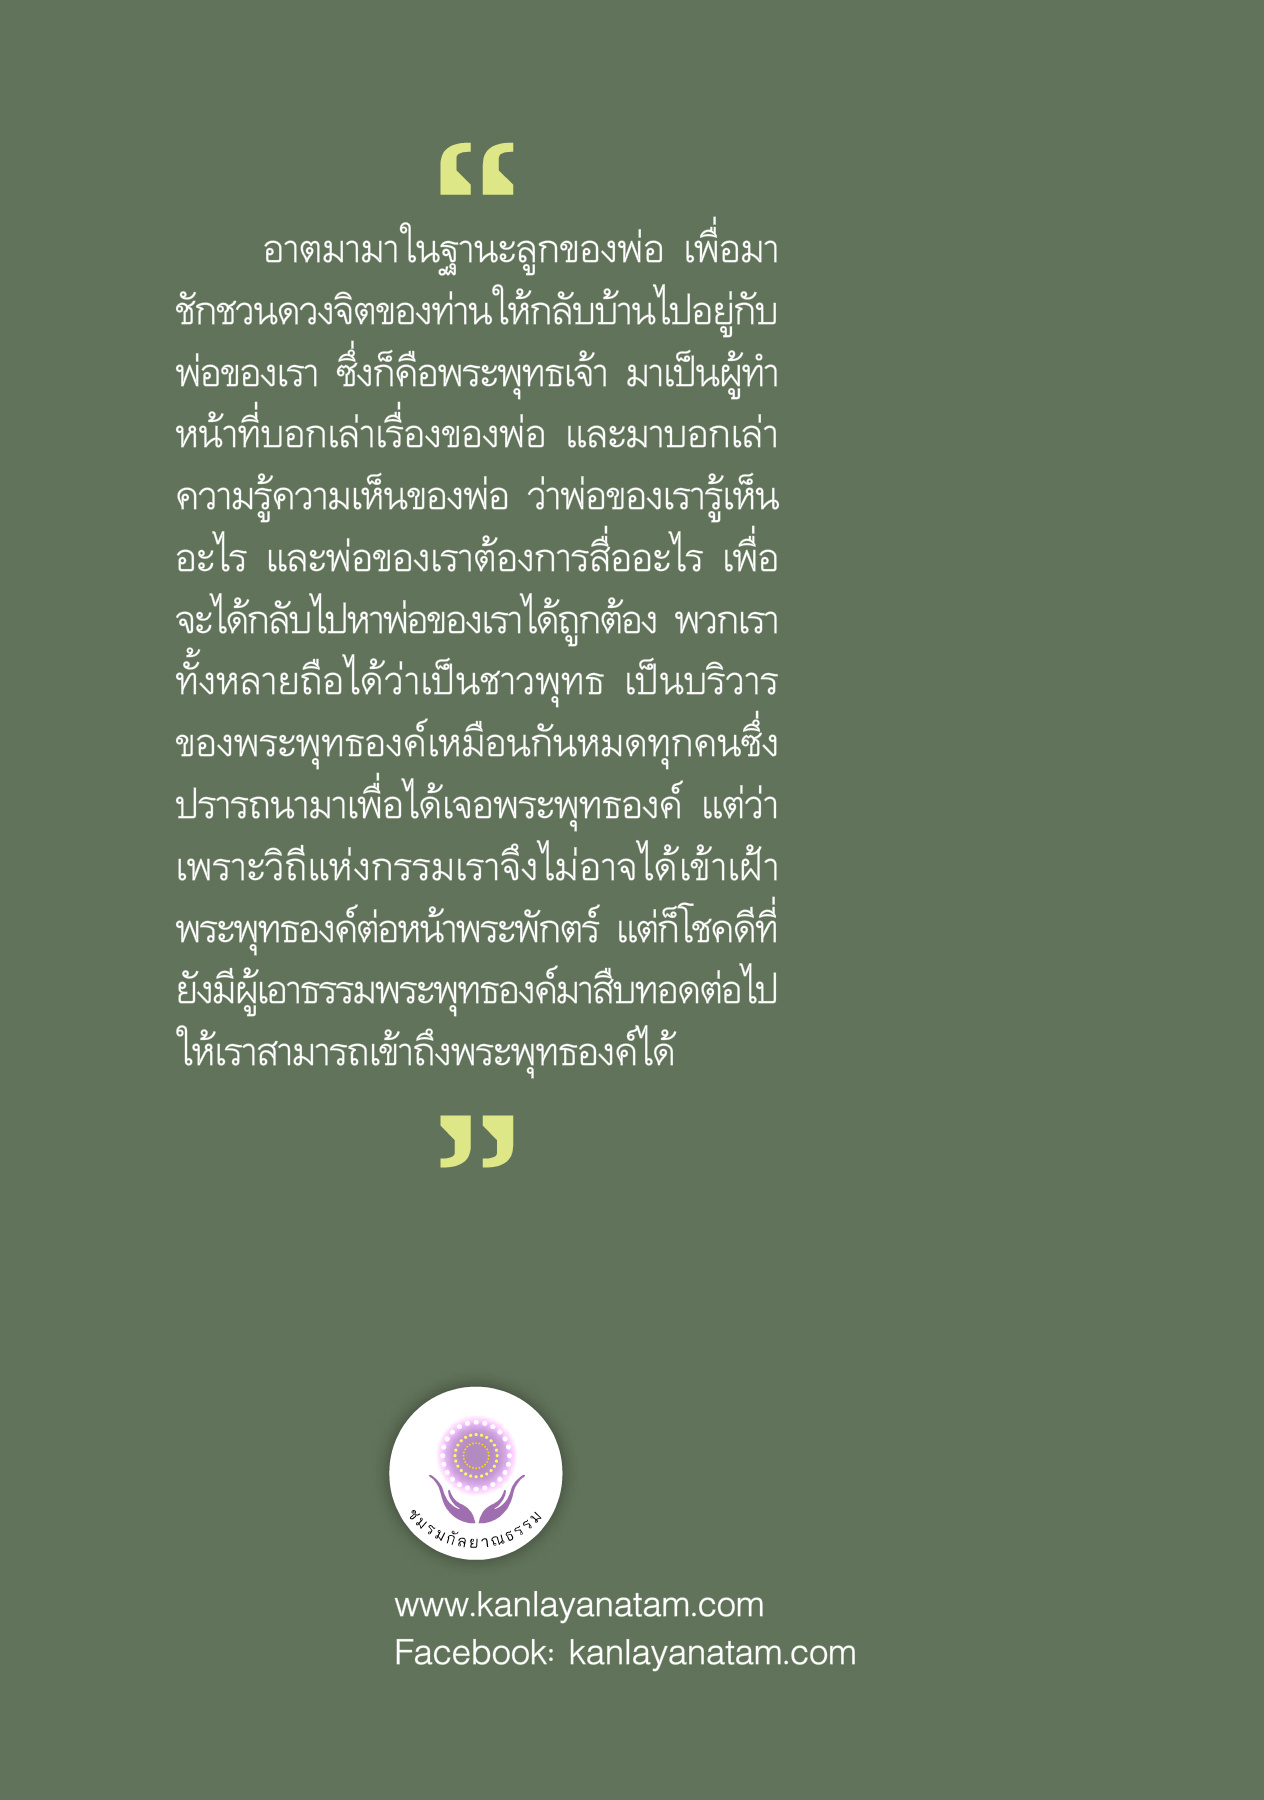 “
อาตมามาในฐานะลูกของพ่อ เพื่อมา
ชักชวนดวงจิตของท่านให้กลับบ้านไปอยู่กับ
พ่อของเรา ซึ่งก็คือพระพุทธเจ้า มาเป็นผู้ทำ
หน้าที่บอกเล่าเรื่องของพ่อ และมาบอกเล่า
ความรู้ความเห็นของพ่อ ว่าพ่อของเรารู้เห็น
อะไร และพ่อของเราต้องการสื่ออะไร เพื่อ
จะได้กลับไปหาพ่อของเราได้ถูกต้อง พวกเรา
ทั้งหลายถือได้ว่าเป็นชาวพุทธ เป็นบริวาร
ของพระพุทธองค์เหมือนกันหมดทุกคนซึ่ง
ปรารถนามาเพื่อได้เจอพระพุทธองค์ แต่ว่า
เพราะวิถีแห่งกรรมเราจึงไม่อาจได้เข้าเฝ้า
พระพุทธองค์ต่อหน้าพระพักตร์ แต่ก็โชคดีที่
ยังมีผู้เอาธรรมพระพุทธองค์มาสืบทอดต่อไป
ให้เราสามารถเข้าถึงพระพุทธองค์ได้
”
ชมรมกัลยาณธรรม
www.kanlayanatam.com
Facebook: kanlayanatam.com